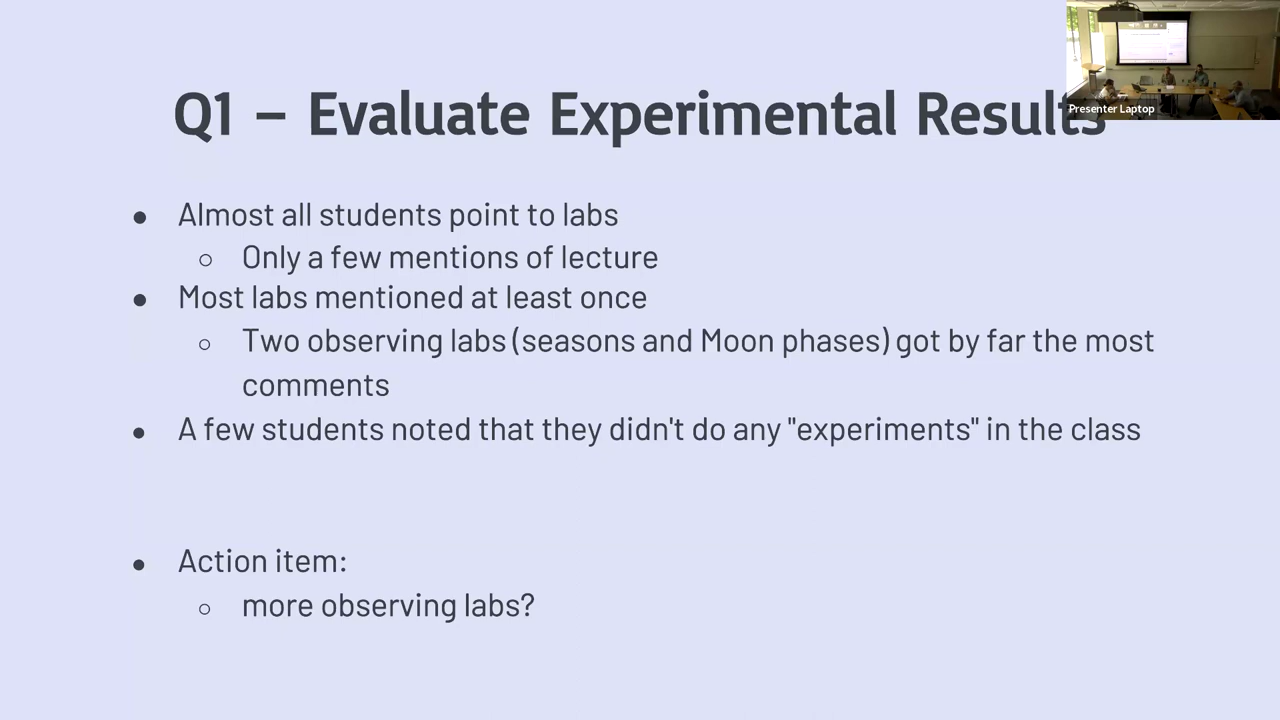 Q1 – Evaluate Experimental Results
Presenter Laptop
● Almost all students point to labs
○ Only a few mentions of lecture
● Most labs mentioned at least once
○ Two observing labs (seasons and Moon phases) got by far the most
comments
● A few students noted that they didn't do any "experiments" in the class
● Action item:
○ more observing labs?